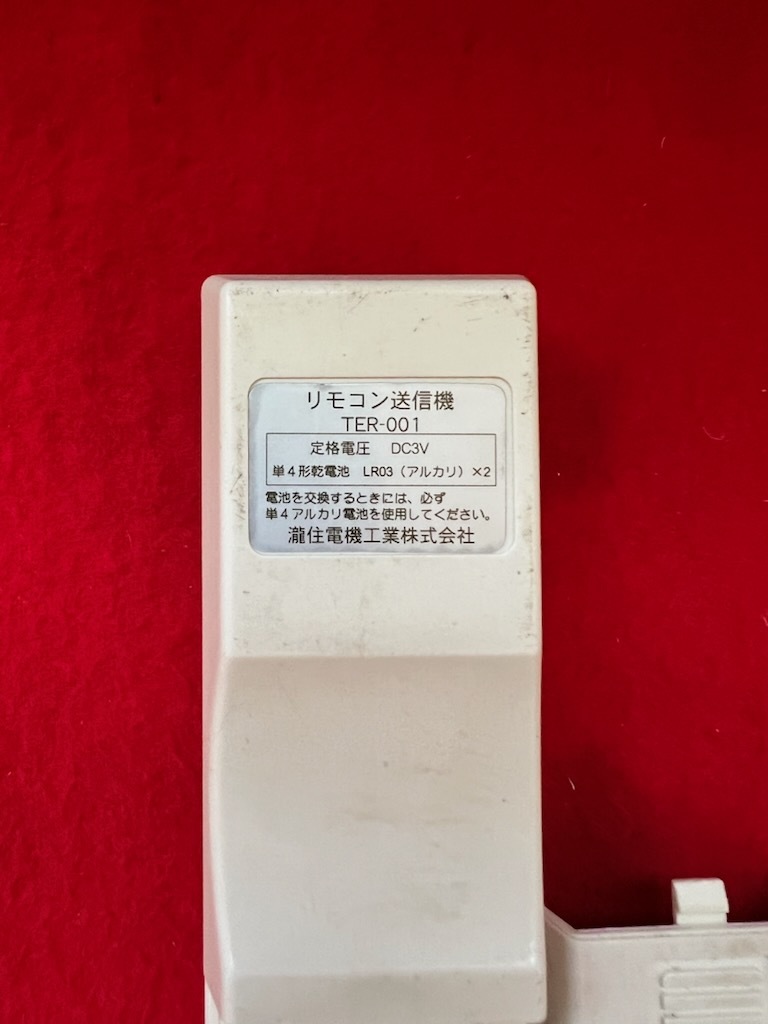 リモコン送信機
TER-001
定格電圧 DC3V
単4形乾電池 LR03（アルカリ）×2
電池を交換するときには、必ず
単4アルカリ電池を使用してください。
瀧住電機工業株式会社